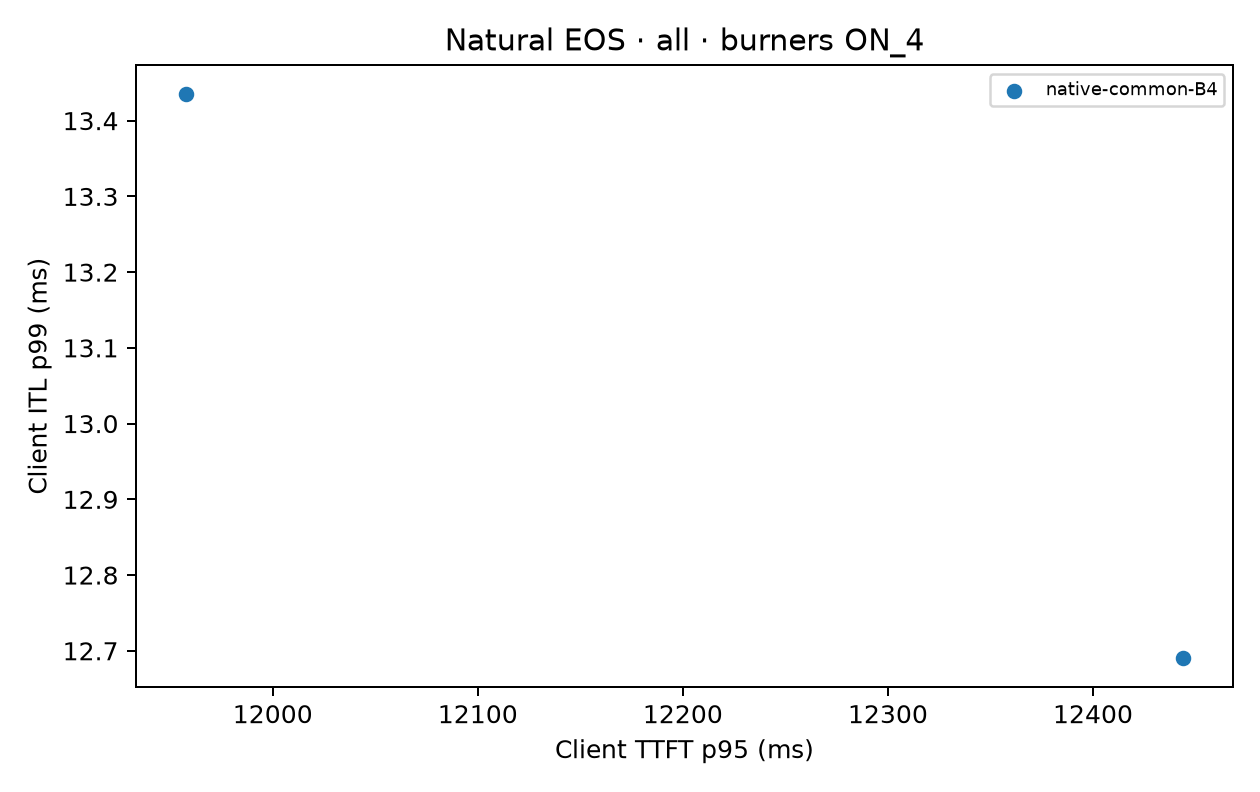 Natural EOS · all · burners ON_4
native-common-B4
Client ITL p99 (ms)
13.4
13.3
13.2
13.1
13.0
12.9
12.8
12.7
12000 12100 12200 12300 12400
Client TTFT p95 (ms)